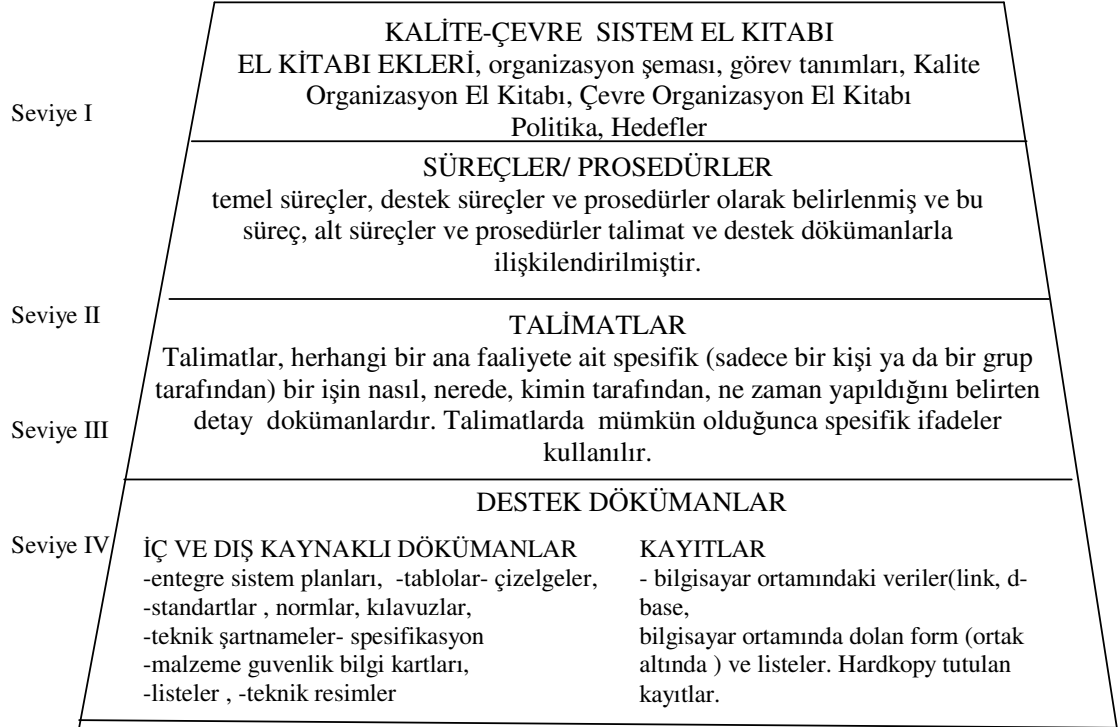 KALİTE-ÇEVRE SISTEM EL KITABI
EL KİTABI EKLERİ, organizasyon şeması, görev tanımları, Kalite
Organizasyon El Kitabı, Çevre Organizasyon El Kitabı
Politika, Hedefler
Seviye I
SÜREÇLER/ PROSEDÜRLER
temel süreçler, destek süreçler ve prosedürler olarak belirlenmiş ve bu
süreç, alt süreçler ve prosedürler talimat ve destek dökümanlarla
ilişkilendirilmiştir.
Seviye II
TALİMATLAR
Talimatlar, herhangi bir ana faaliyete ait spesifik (sadece bir kişi ya da bir grup
tarafından) bir işin nasıl, nerede, kimin tarafından, ne zaman yapıldığını belirten
detay dokümanlardır. Talimatlarda mümkün olduğunca spesifik ifadeler
kullanılır.
Seviye III
DESTEK DÖKÜMANLAR
Seviye IV
İÇ VE DIŞ KAYNAKLI DÖKÜMANLAR
-entegre sistem planları, -tablolar- çizelgeler,
-standartlar , normlar, kılavuzlar,
-teknik şartnameler- spesifikasyon
-malzeme guvenlik bilgi kartları,
-listeler , -teknik resimler
KAYITLAR
- bilgisayar ortamındaki veriler(link, d-
base,
bilgisayar ortamında dolan form (ortak
altında ) ve listeler. Hardkopy tutulan
kayıtlar.